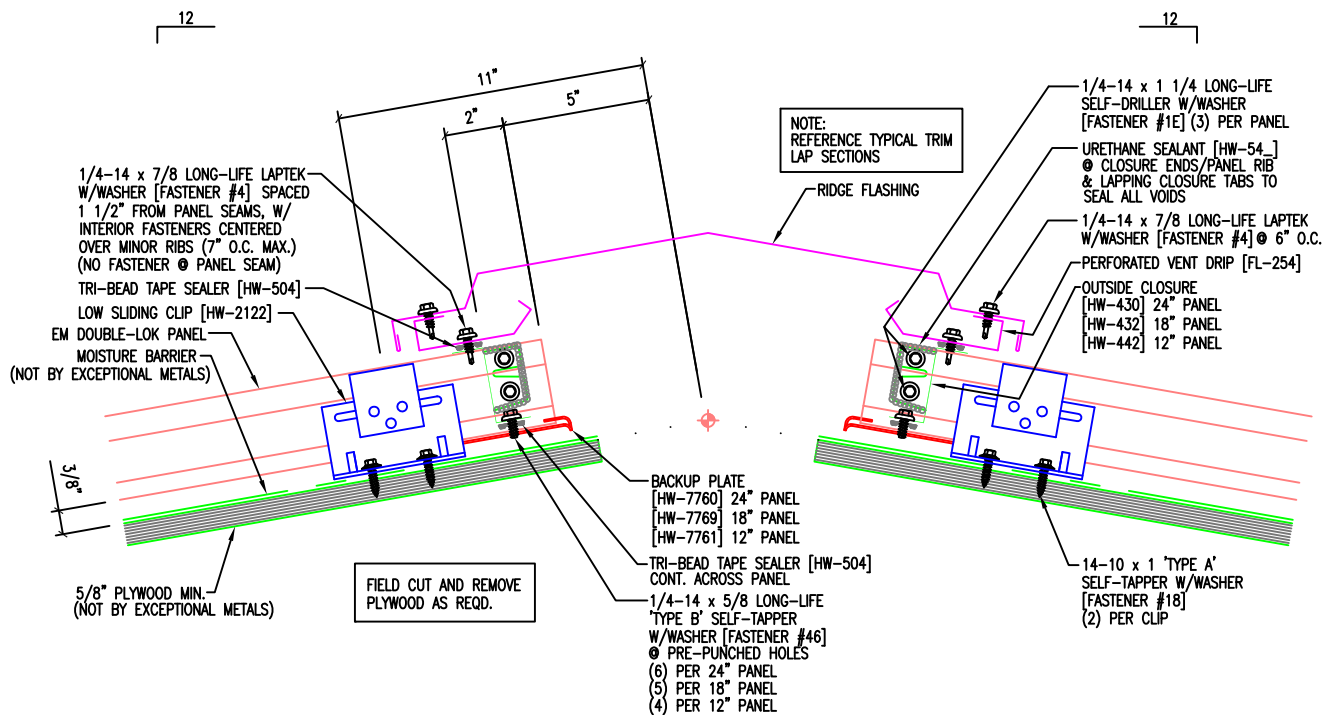 12
12
11"
2"
5"
NOTE:
REFERENCE TYPICAL TRIM
LAP SECTIONS
RIDGE FLASHING
1/4-14 x 7/8 LONG-LIFE LAPTEK
W/WASHER [FASTENER #4] SPACED
1 1/2" FROM PANEL SEAMS, W/
INTERIOR FASTENERS CENTERED
OVER MINOR RIBS (7" O.C. MAX.)
(NO FASTENER @ PANEL SEAM)
TRI-BEAD TAPE SEALER [HW-504]
LOW SLIDING CLIP [HW-2122]
EM DOUBLE-LOK PANEL
MOISTURE BARRIER
(NOT BY EXCEPTIONAL METALS)
3/8"
5/8" PLYWOOD MIN.
(NOT BY EXCEPTIONAL METALS)
FIELD CUT AND REMOVE
PLYWOOD AS REQD.
BACKUP PLATE
[HW-7760] 24" PANEL
[HW-7769] 18" PANEL
[HW-7761] 12" PANEL
TRI-BEAD TAPE SEALER [HW-504]
CONT. ACROSS PANEL
1/4-14 x 5/8 LONG-LIFE
'TYPE B' SELF-TAPPER
W/WASHER [FASTENER #46]
@ PRE-PUNCHED HOLES
(6) PER 24" PANEL
(5) PER 18" PANEL
(4) PER 12" PANEL
1/4-14 x 1 1/4 LONG-LIFE
SELF-DRILLER W/WASHER
[FASTENER #1E] (3) PER PANEL
URETHANE SEALANT [HW-54_]
@ CLOSURE ENDS/PANEL RIB
& LAPPING CLOSURE TABS TO
SEAL ALL VOIDS
1/4-14 x 7/8 LONG-LIFE LAPTEK
W/WASHER [FASTENER #4] @ 6" O.C.
PERFORATED VENT DRIP [FL-254]
OUTSIDE CLOSURE
[HW-430] 24" PANEL
[HW-432] 18" PANEL
[HW-442] 12" PANEL
14-10 x 1 'TYPE A'
SELF-TAPPER W/WASHER
[FASTENER #18]
(2) PER CLIP